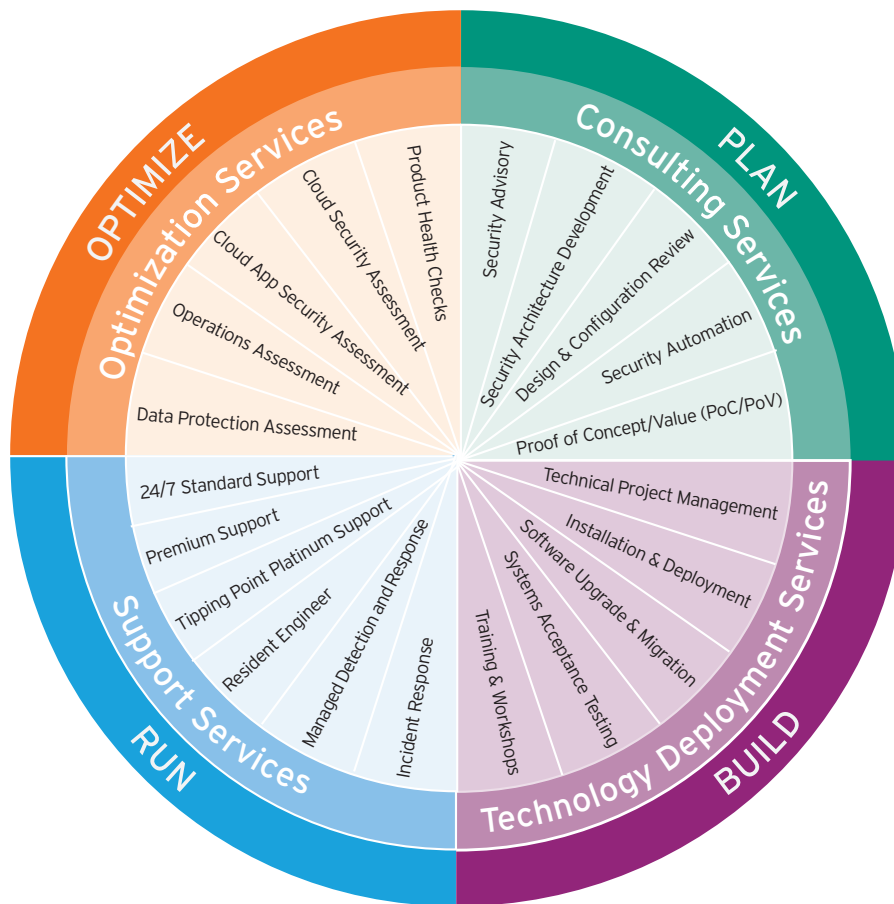 OPTIMIZE
Optimization Services
Data Protection Assessment
Operations Assessment
Cloud App Security Assessment
Cloud Security Assessment
Product Health Checks
PLAN
Consulting Services
Security Advisory
Security Architecture Development
Design & Configuration Review
Security Automation
Proof of Concept/Value (PoC/PoV)
BUILD
Technology Deployment Services
Technical Project Management
Installation & Deployment
Software Upgrade & Migration
Systems Acceptance Testing
Training & Workshops
RUN
Support Services
24/7 Standard Support
Premium Support
Tipping Point Platinum Support
Resident Engineer
Managed Detection and Response
Incident Response